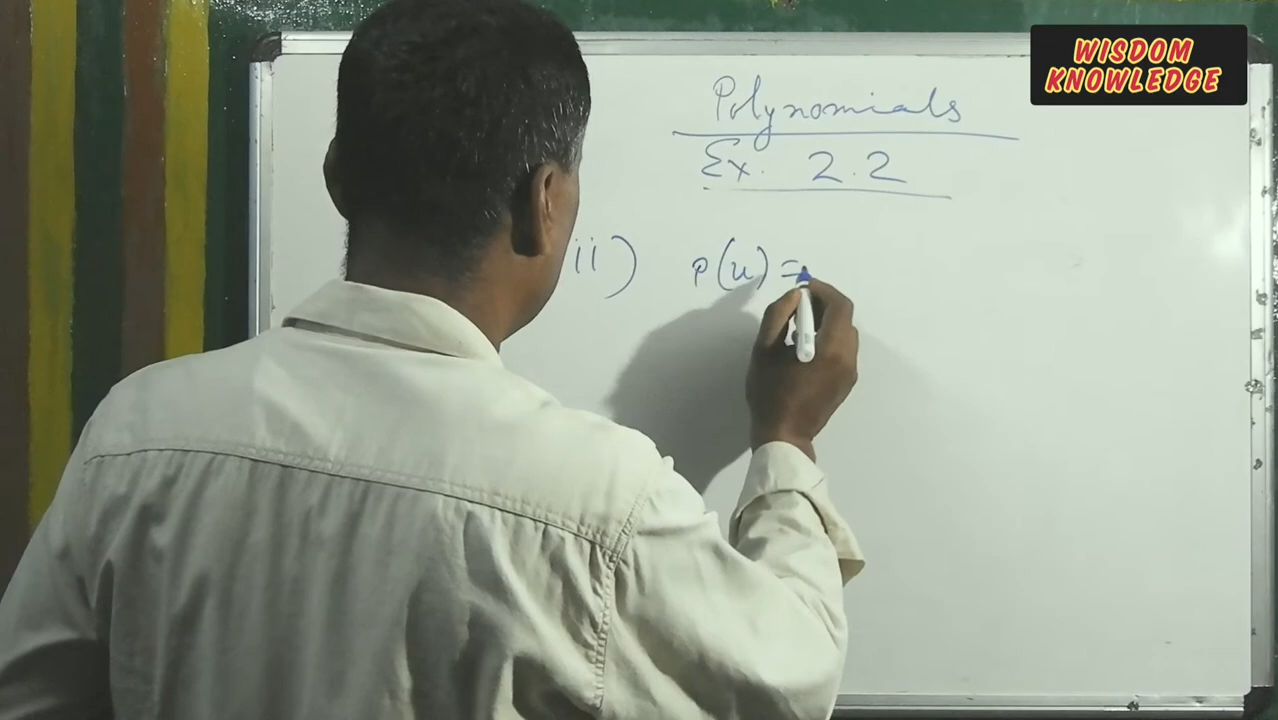 WISDOM
KNOWLEDGE
Polynomials
Ex. 2.2
ii) p(u) =